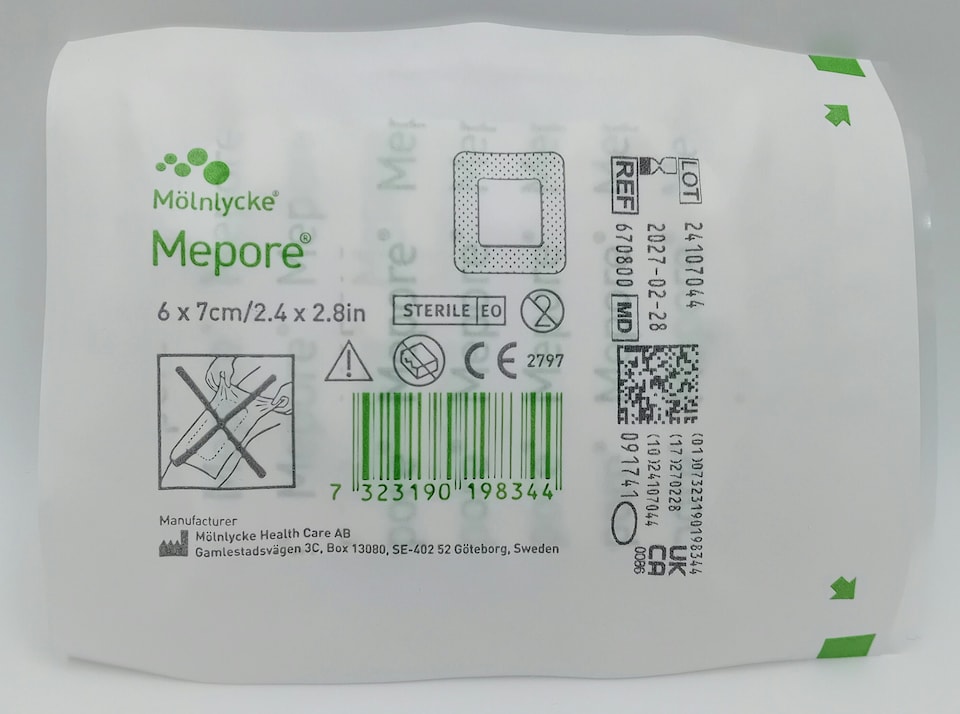 Mölnlycke®
Mepore®
6 x 7cm/2.4 x 2.8in
STERILE EO
2
CE 2797
7 323190 198344
Manufacturer
Mölnlycke Health Care AB
Gamlestadsvägen 3C, Box 13080, SE-402 52 Göteborg, Sweden
LOT 24107044
2027-02-28
REF 670800 MD
(01)07323190198344
(17)270228
(10)24107044
091741
UK
CA
0086